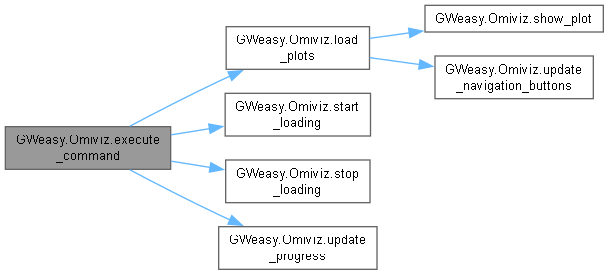 GWeasy.Omiviz.execute
_command
GWeasy.Omiviz.load
_plots
GWeasy.Omiviz.show_plot
GWeasy.Omiviz.update
_navigation_buttons
GWeasy.Omiviz.start
_loading
GWeasy.Omiviz.stop
_loading
GWeasy.Omiviz.update
_progress